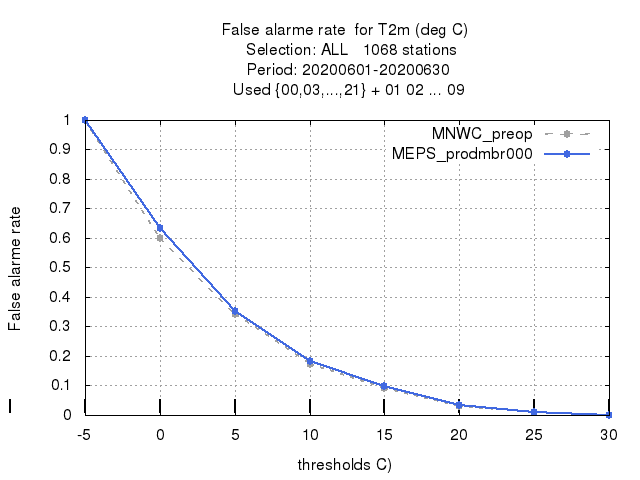 False alarme rate  for T2m (deg C)
Selection: ALL   1068 stations
Period: 20200601-20200630
Used {00,03,...,21} + 01 02 ... 09
MNWC_preop
MEPS_prodmbr000
1
0.9
0.8
0.7
0.6
0.5
0.4
0.3
0.2
0.1
0
False alarme rate
-5 0 5 10 15 20 25 30
thresholds C)